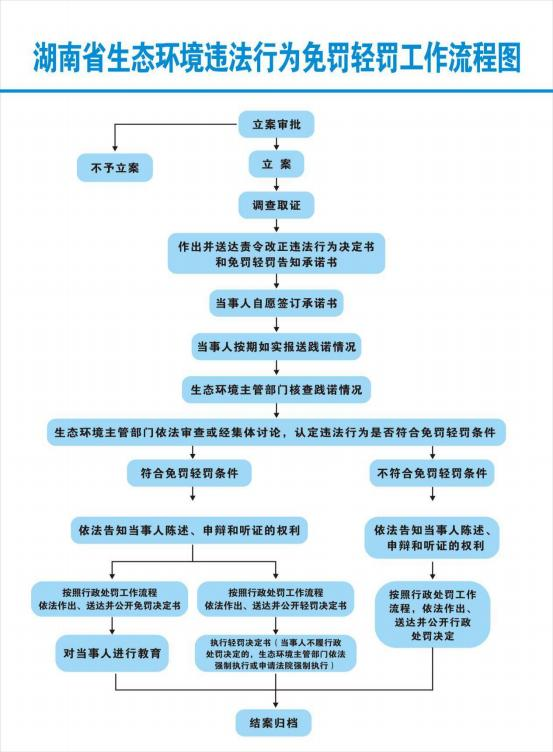 湖南省生态环境违法行为免罚轻罚工作流程图
立案审批
不予立案
立 案
调查取证
作出并送达责令改正违法行为决定书
和免罚轻罚告知承诺书
当事人自愿签订承诺书
当事人按期如实报送践诺情况
生态环境主管部门核查践诺情况
生态环境主管部门依法审查或经集体讨论，认定违法行为是否符合免罚轻罚条件
符合免罚轻罚条件
不符合免罚轻罚条件
依法告知当事人陈述、申辩和听证的权利
依法告知当事人陈述、
申辩和听证的权利
按照行政处罚工作流程
依法作出、送达并公开免罚决定书
按照行政处罚工作流程
依法作出、送达并公开轻罚决定书
按照行政处罚工作
流程，依法作出、
送达并公开行政
处罚决定
对当事人进行教育
执行轻罚决定书（当事人不履行政
处罚决定的，生态环境主管部门依法
强制执行或申请法院强制执行）
结案归档